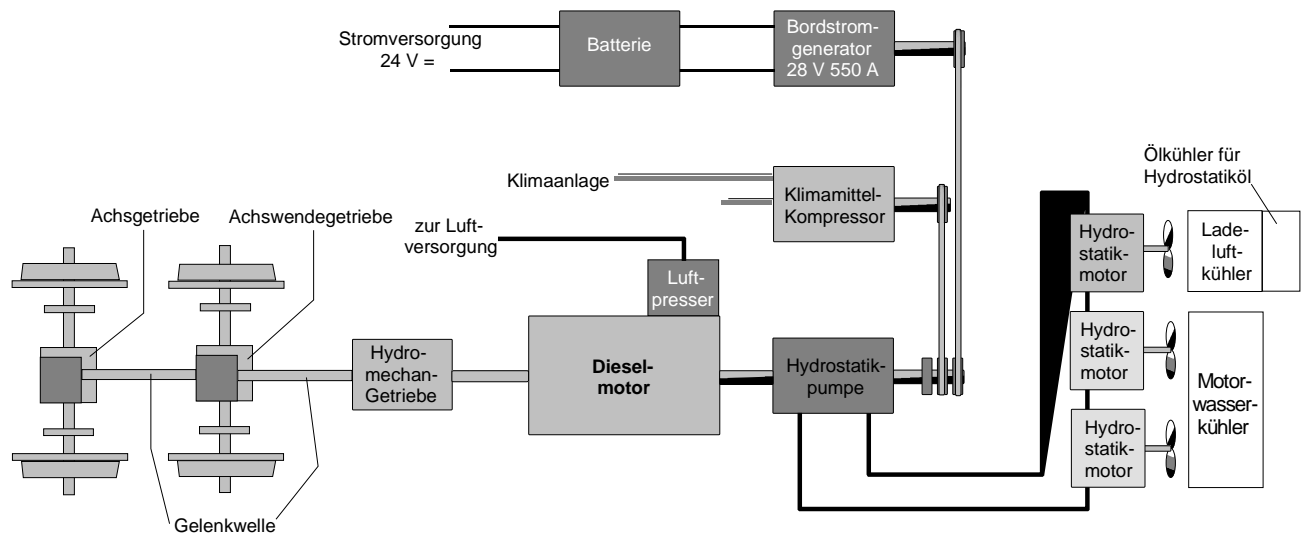 Stromversorgung
24 V =
Batterie
Bordstrom-
generator
28 V 550 A
Klimaanlage
Klimamittel-
Kompressor
Ölkühler für
Hydrostatiköl
Achsgetriebe
Achswendegetriebe
zur Luft-
versorgung
Luft-
presser
Hydro-
statik-
motor
Lade-
luft-
kühler
Hydro-
mechan-
Getriebe
Diesel-
motor
Hydrostatik-
pumpe
Hydro-
statik-
motor
Motor-
wasser-
kühler
Hydro-
statik-
motor
Gelenkwelle